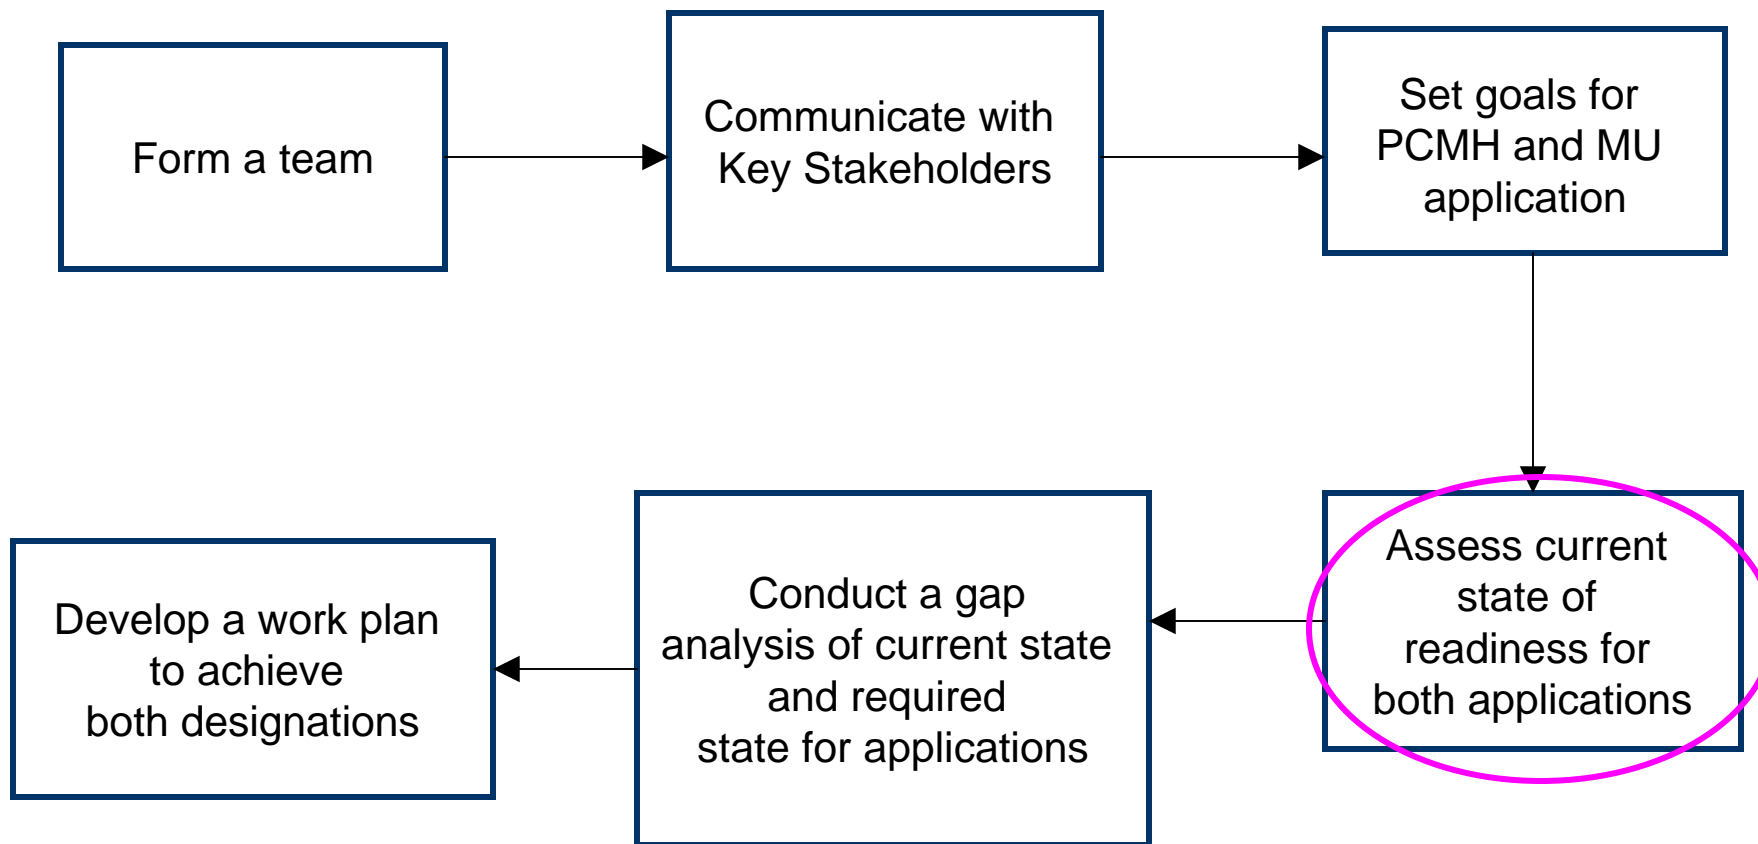 Form a team
Communicate with
Key Stakeholders
Set goals for
PCMH and MU
application
Assess current
state of
readiness for
both applications
Conduct a gap
analysis of current state
and required
state for applications
Develop a work plan
to achieve
both designations